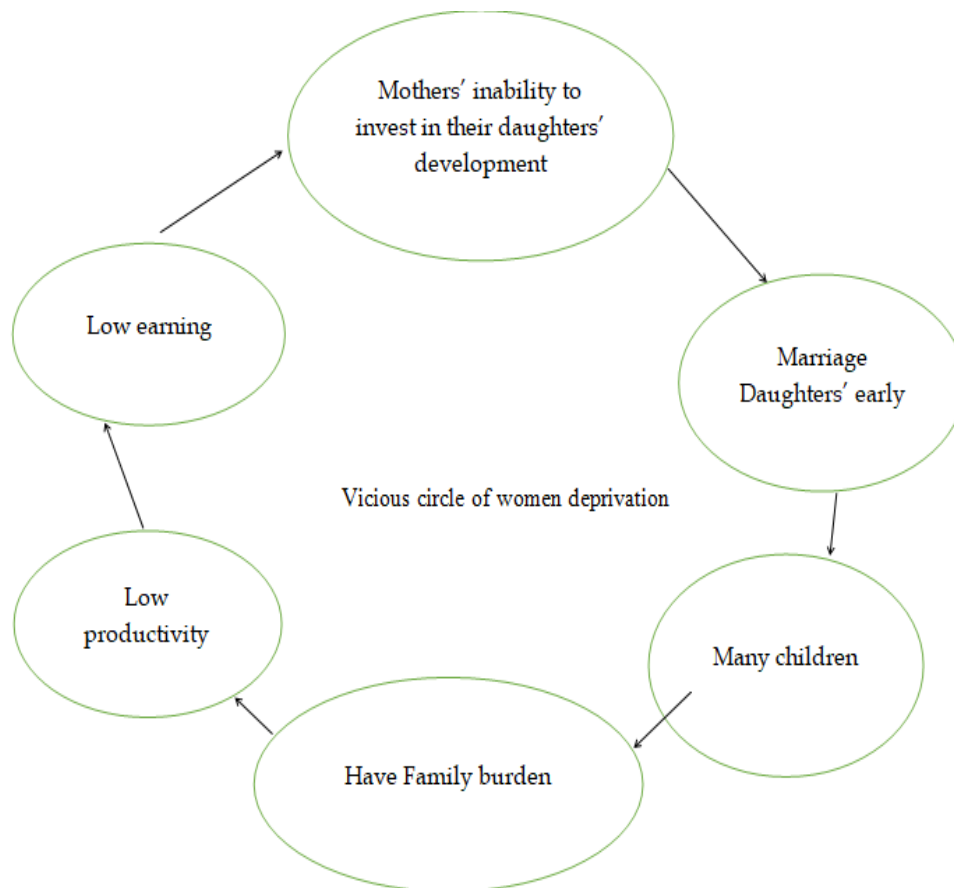 Mothers’ inability to
invest in their daughters’
development
Marriage
Daughters’ early
Many children
Have Family burden
Low
productivity
Low earning
Vicious circle of women deprivation